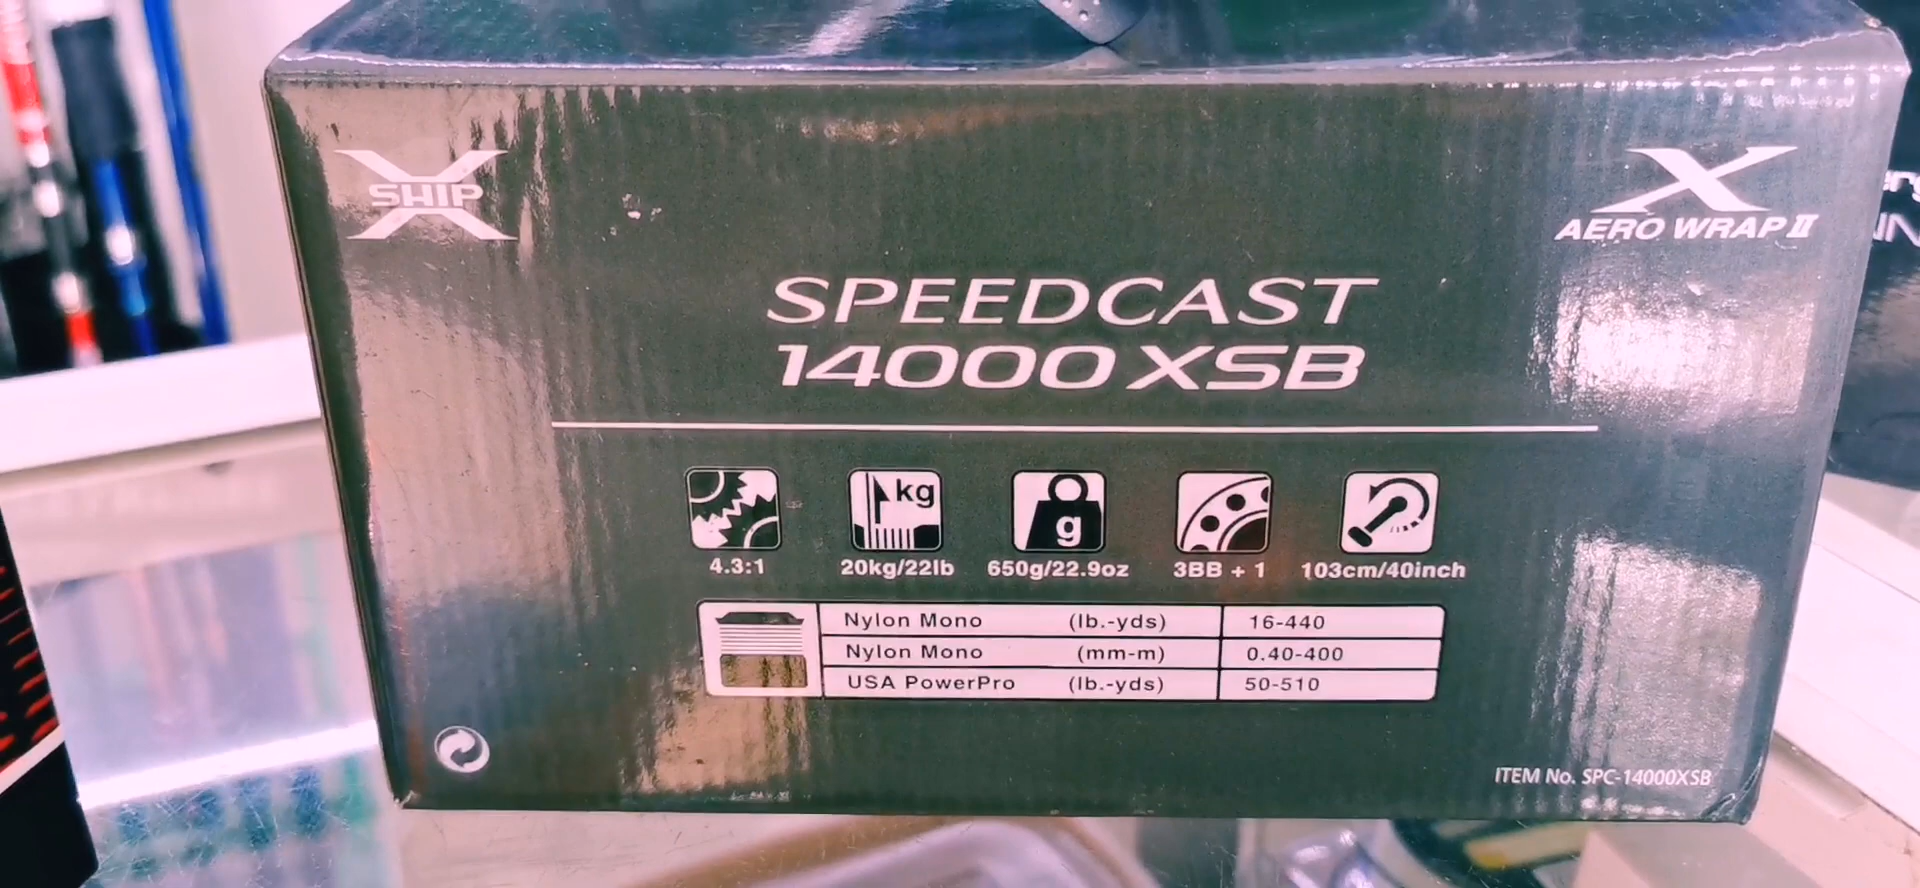 X
SHIP
X
AERO WRAP II
SPEEDCAST
14000 XSB
kg
g
4.3:1
20kg/22lb
650g/22.9oz
3BB + 1
103cm/40inch
Nylon Mono (lb.-yds) 16-440
Nylon Mono (mm-m) 0.40-400
USA PowerPro (lb.-yds) 50-510
ITEM No. SPC-14000XSB